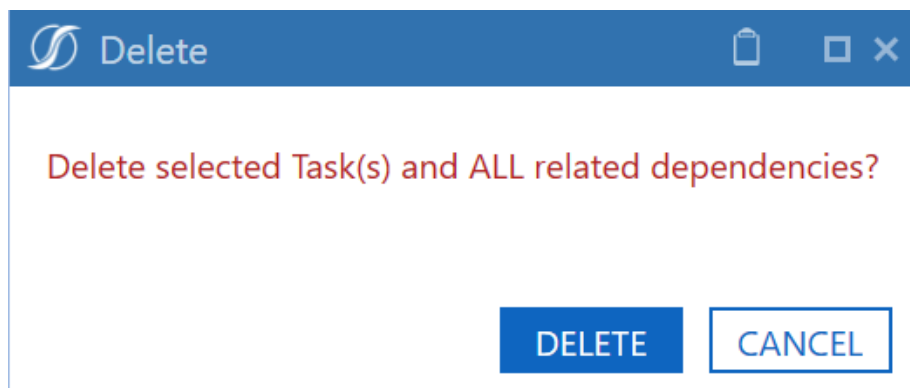 Delete
Delete selected Task(s) and ALL related dependencies?
DELETE CANCEL